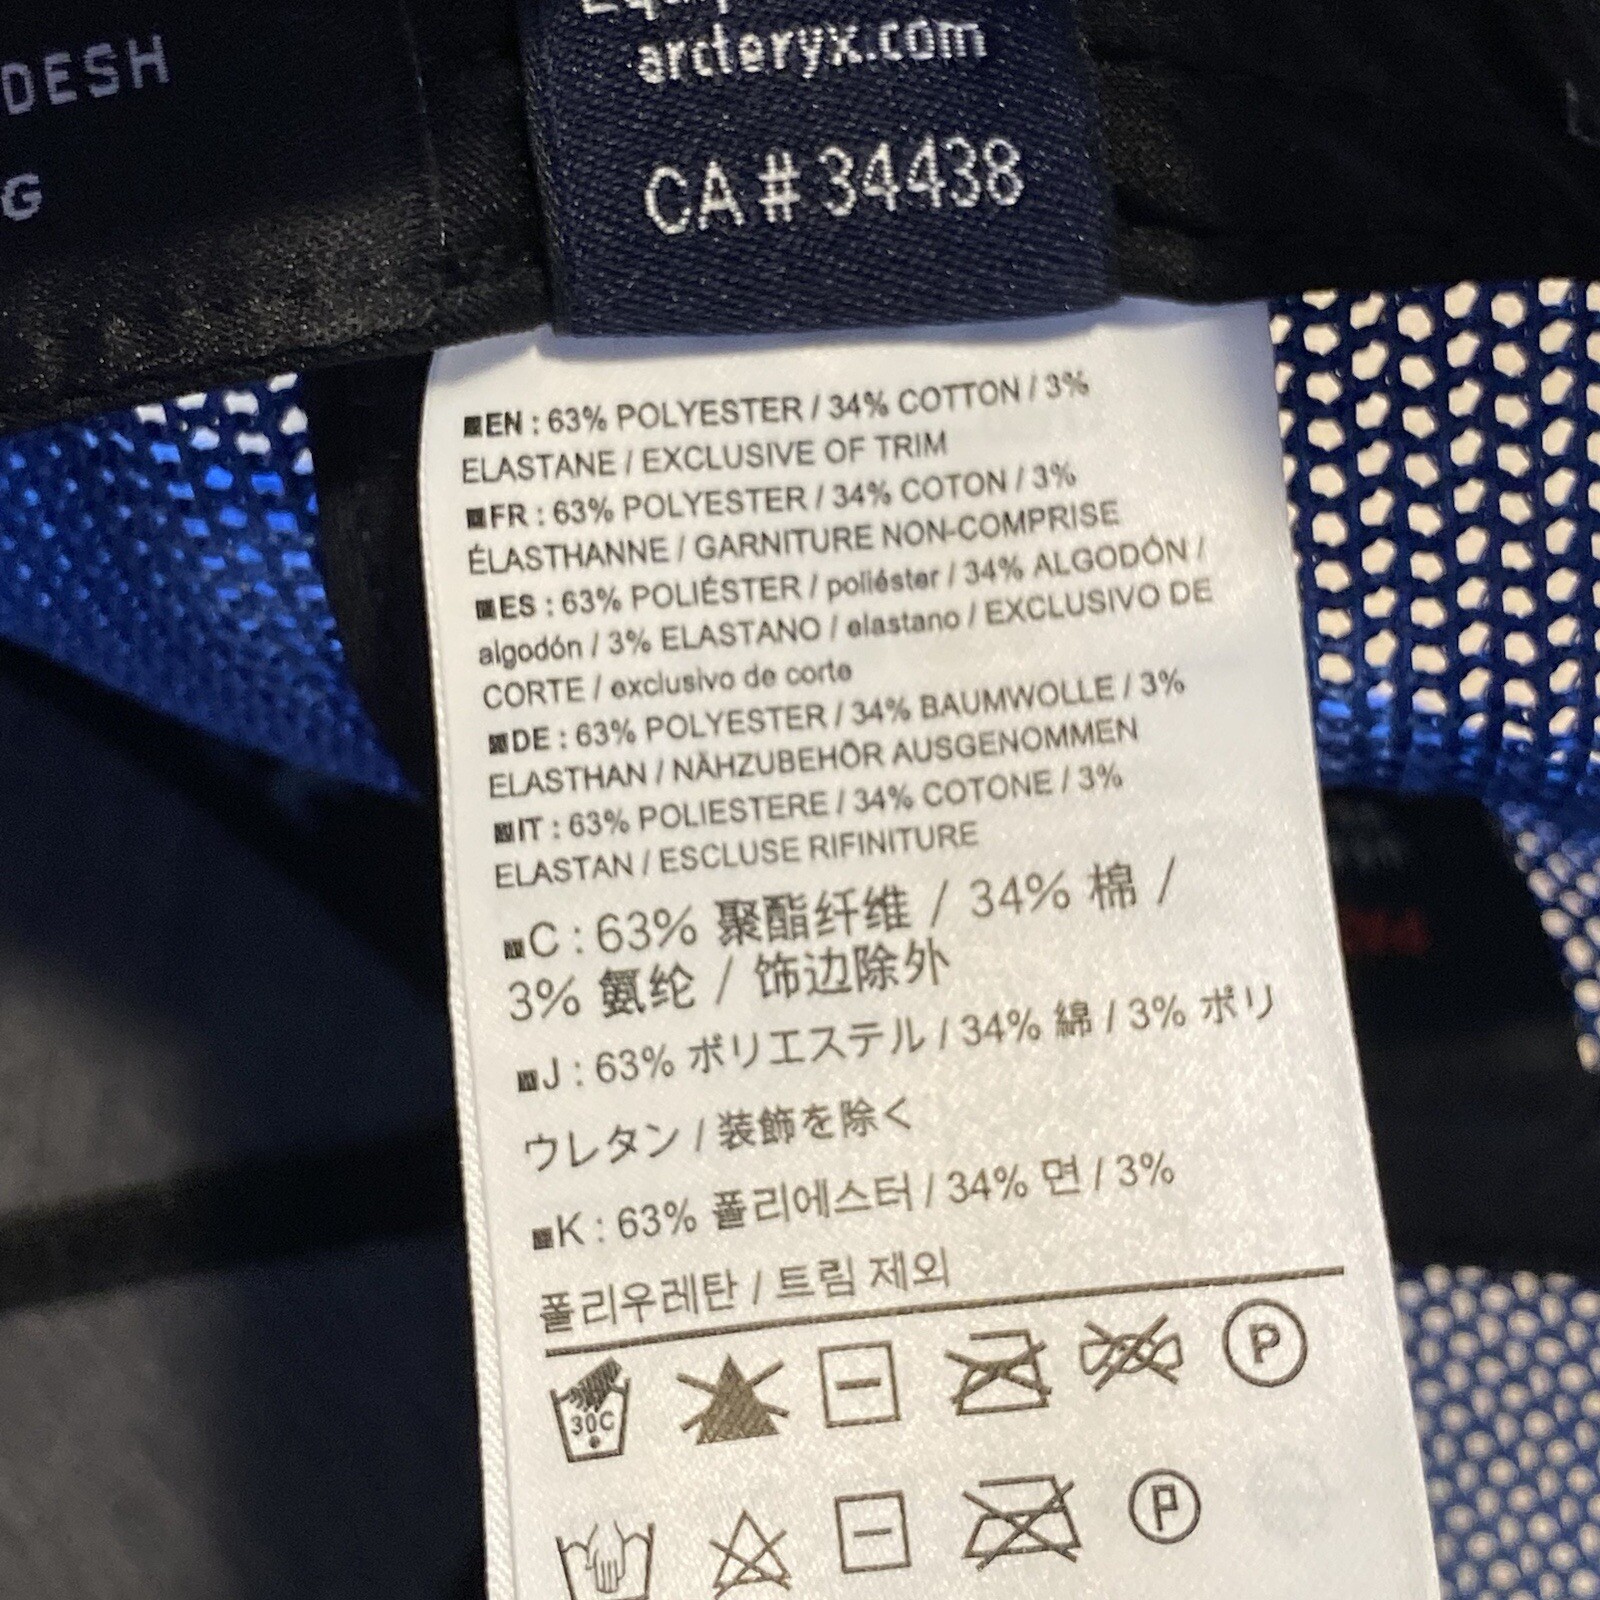 DESH
G
arcteryx.com
CA # 34438
EN : 63% POLYESTER / 34% COTTON / 3%
ELASTANE / EXCLUSIVE OF TRIM
FR : 63% POLYESTER / 34% COTON / 3%
ÉLASTHANNE / GARNITURE NON-COMPRISE
ES : 63% POLIÉSTER / poliéster / 34% ALGODÓN /
algodón / 3% ELASTANO / elastano / EXCLUSIVO DE
CORTE / exclusivo de corte
DE : 63% POLYESTER / 34% BAUMWOLLE / 3%
ELASTHAN / NÄHZUBEHÖR AUSGENOMMEN
IT : 63% POLIESTERE / 34% COTONE / 3%
ELASTAN / ESCLUSE RIFINITURE
C : 63% 聚酯纤维 / 34% 棉 /
3% 氨纶 / 饰边除外
J : 63% ポリエステル / 34% 綿 / 3% ポリ
ウレタン / 装飾を除く
K : 63% 폴리에스터 / 34% 면 / 3%
폴리우레탄 / 트림 제외
30C P
P